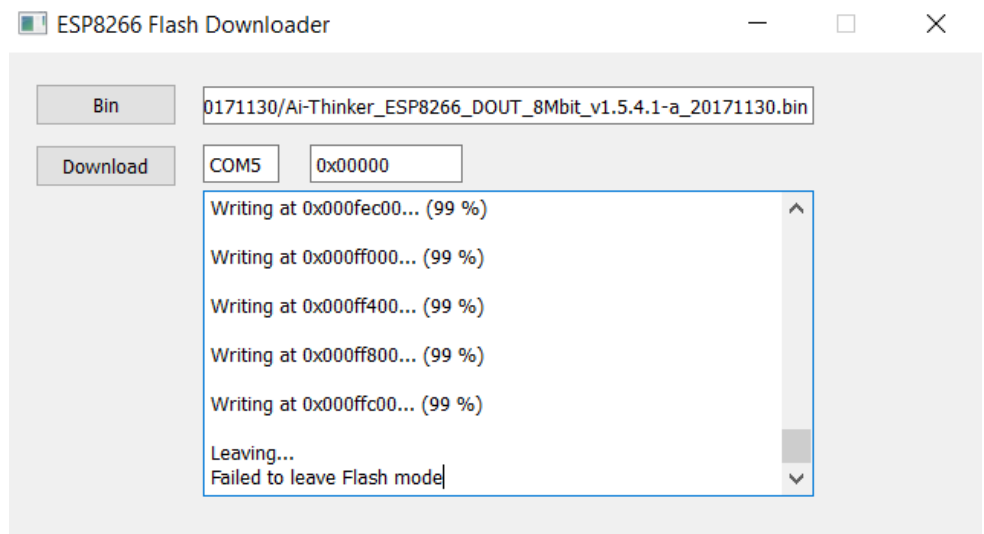 ESP8266 Flash Downloader
Bin
0171130/Ai-Thinker_ESP8266_DOUT_8Mbit_v1.5.4.1-a_20171130.bin
Download
COM5
0x00000
Writing at 0x000fec00... (99 %)
Writing at 0x000ff000... (99 %)
Writing at 0x000ff400... (99 %)
Writing at 0x000ff800... (99 %)
Writing at 0x000ffc00... (99 %)
Leaving...
Failed to leave Flash mode